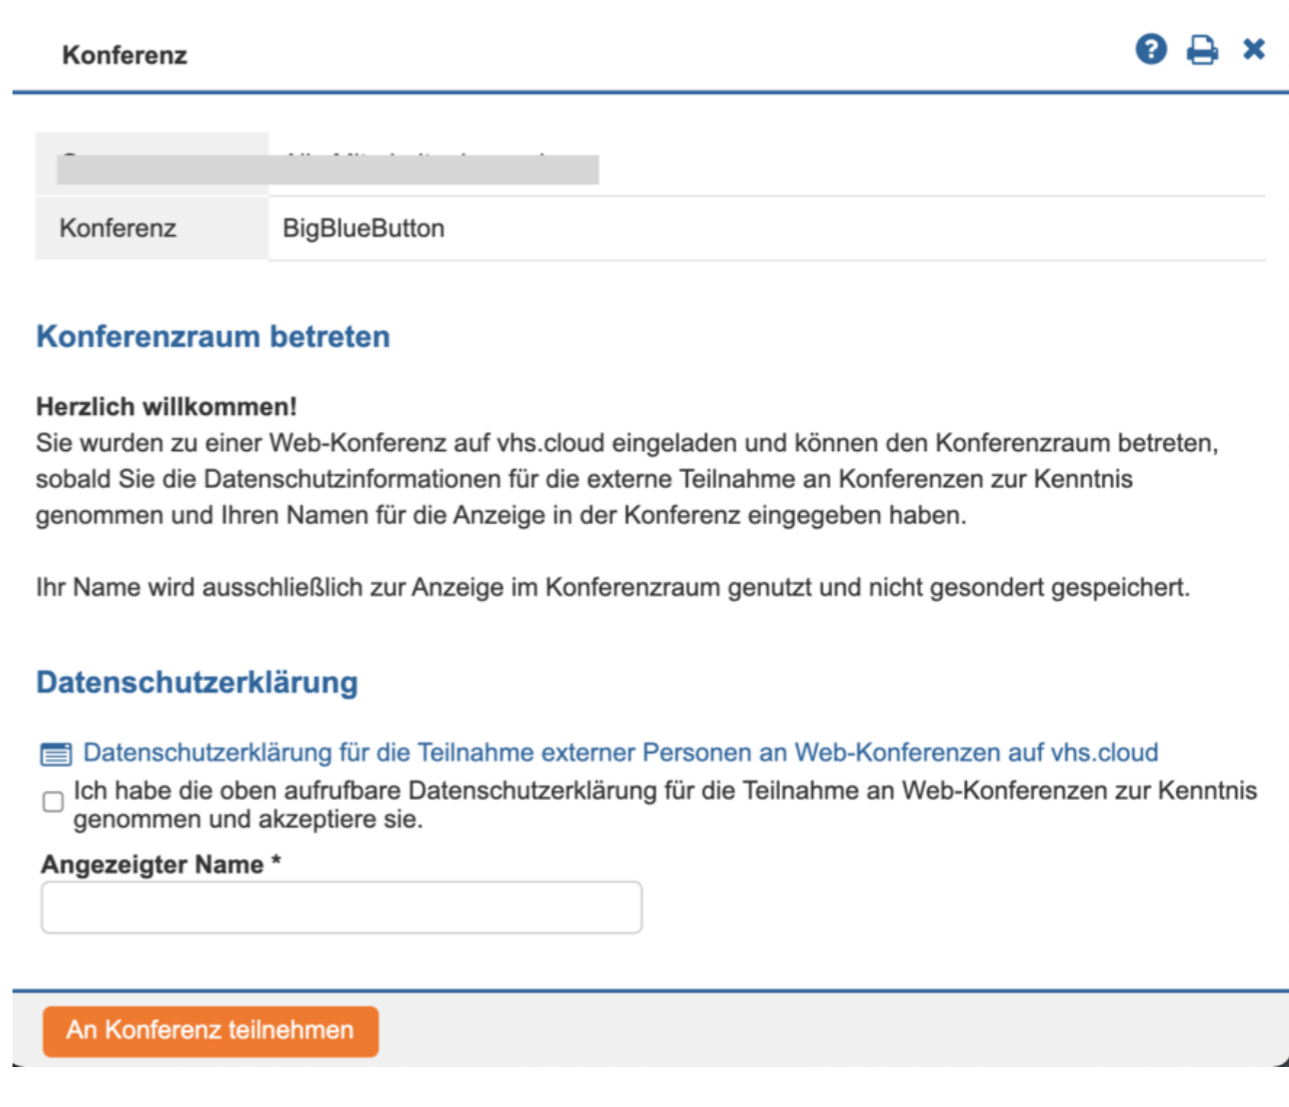 Konferenz
Konferenz BigBlueButton
Konferenzraum betreten
Herzlich willkommen!
Sie wurden zu einer Web-Konferenz auf vhs.cloud eingeladen und können den Konferenzraum betreten,
sobald Sie die Datenschutzinformationen für die externe Teilnahme an Konferenzen zur Kenntnis
genommen und Ihren Namen für die Anzeige in der Konferenz eingegeben haben.
Ihr Name wird ausschließlich zur Anzeige im Konferenzraum genutzt und nicht gesondert gespeichert.
Datenschutzerklärung
Datenschutzerklärung für die Teilnahme externer Personen an Web-Konferenzen auf vhs.cloud
Ich habe die oben aufrufbare Datenschutzerklärung für die Teilnahme an Web-Konferenzen zur Kenntnis
genommen und akzeptiere sie.
Angezeigter Name *
An Konferenz teilnehmen